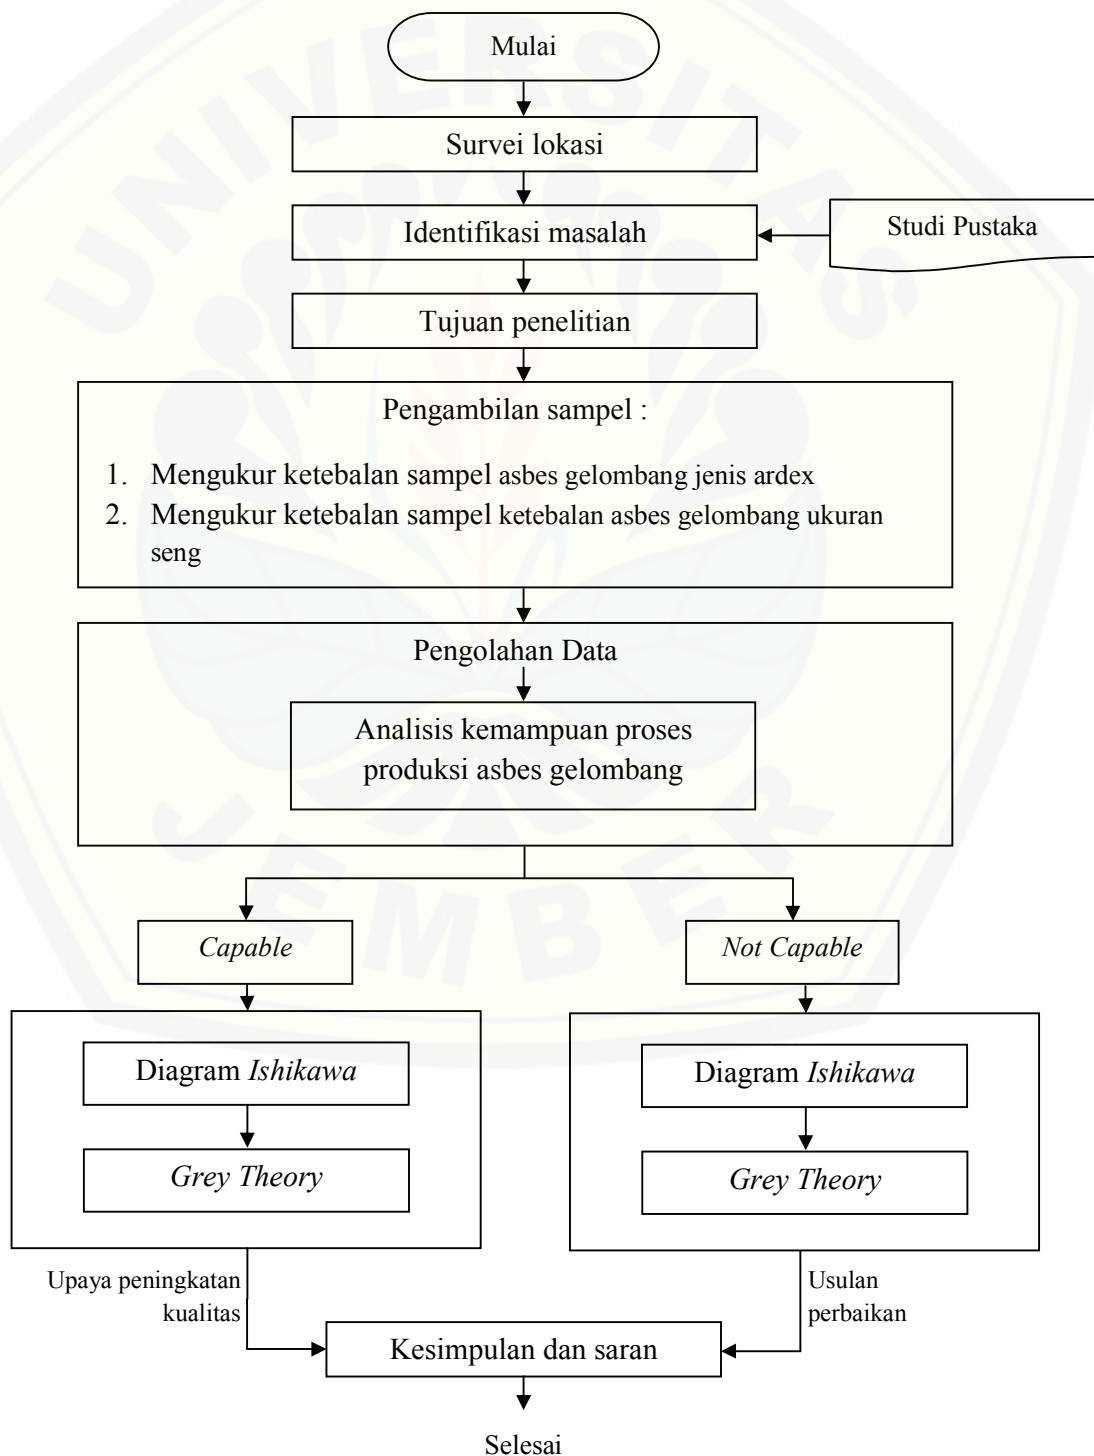 Mulai
Survei lokasi
Identifikasi masalah
Studi Pustaka
Tujuan penelitian
Pengambilan sampel :
1. Mengukur ketebalan sampel asbes gelombang jenis ardex
2. Mengukur ketebalan sampel ketebalan asbes gelombang ukuran
seng
Pengolahan Data
Analisis kemampuan proses
produksi asbes gelombang
Capable
Not Capable
Diagram Ishikawa
Grey Theory
Diagram Ishikawa
Grey Theory
Upaya peningkatan
kualitas
Usulan
perbaikan
Kesimpulan dan saran
Selesai
UNIVERSITAS
JEMBER